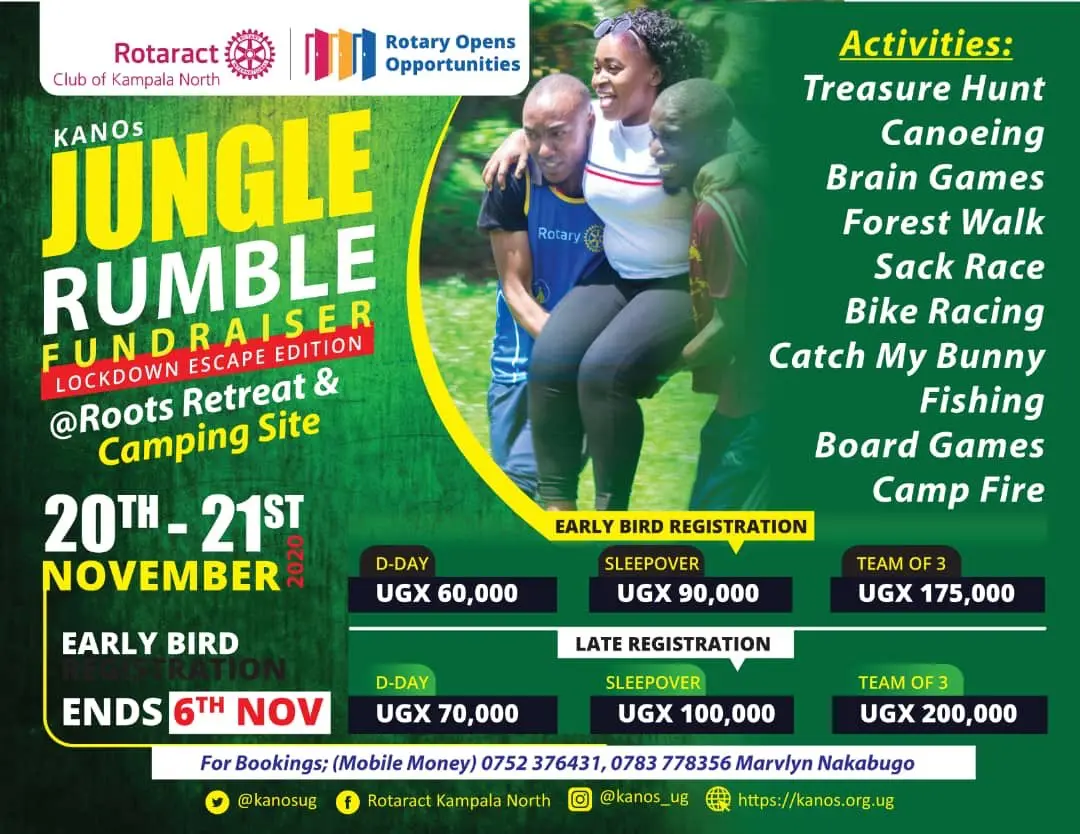 Rotaract
Club of Kampala North
Rotary Opens
Opportunities
KANOs
JUNGLE
RUMBLE
FUNDRAISER
LOCKDOWN ESCAPE EDITION
@Roots Retreat &
Camping Site
20TH - 21ST
NOVEMBER 2020
EARLY BIRD
REGISTRATION
ENDS 6TH NOV
Rotary
Activities:
Treasure Hunt
Canoeing
Brain Games
Forest Walk
Sack Race
Bike Racing
Catch My Bunny
Fishing
Board Games
Camp Fire
EARLY BIRD REGISTRATION
D-DAY
UGX 60,000
SLEEPOVER
UGX 90,000
TEAM OF 3
UGX 175,000
LATE REGISTRATION
D-DAY
UGX 70,000
SLEEPOVER
UGX 100,000
TEAM OF 3
UGX 200,000
For Bookings; (Mobile Money) 0752 376431, 0783 778356 Marvlyn Nakabugo
@kanosug
Rotaract Kampala North
@kanos_ug
https://kanos.org.ug